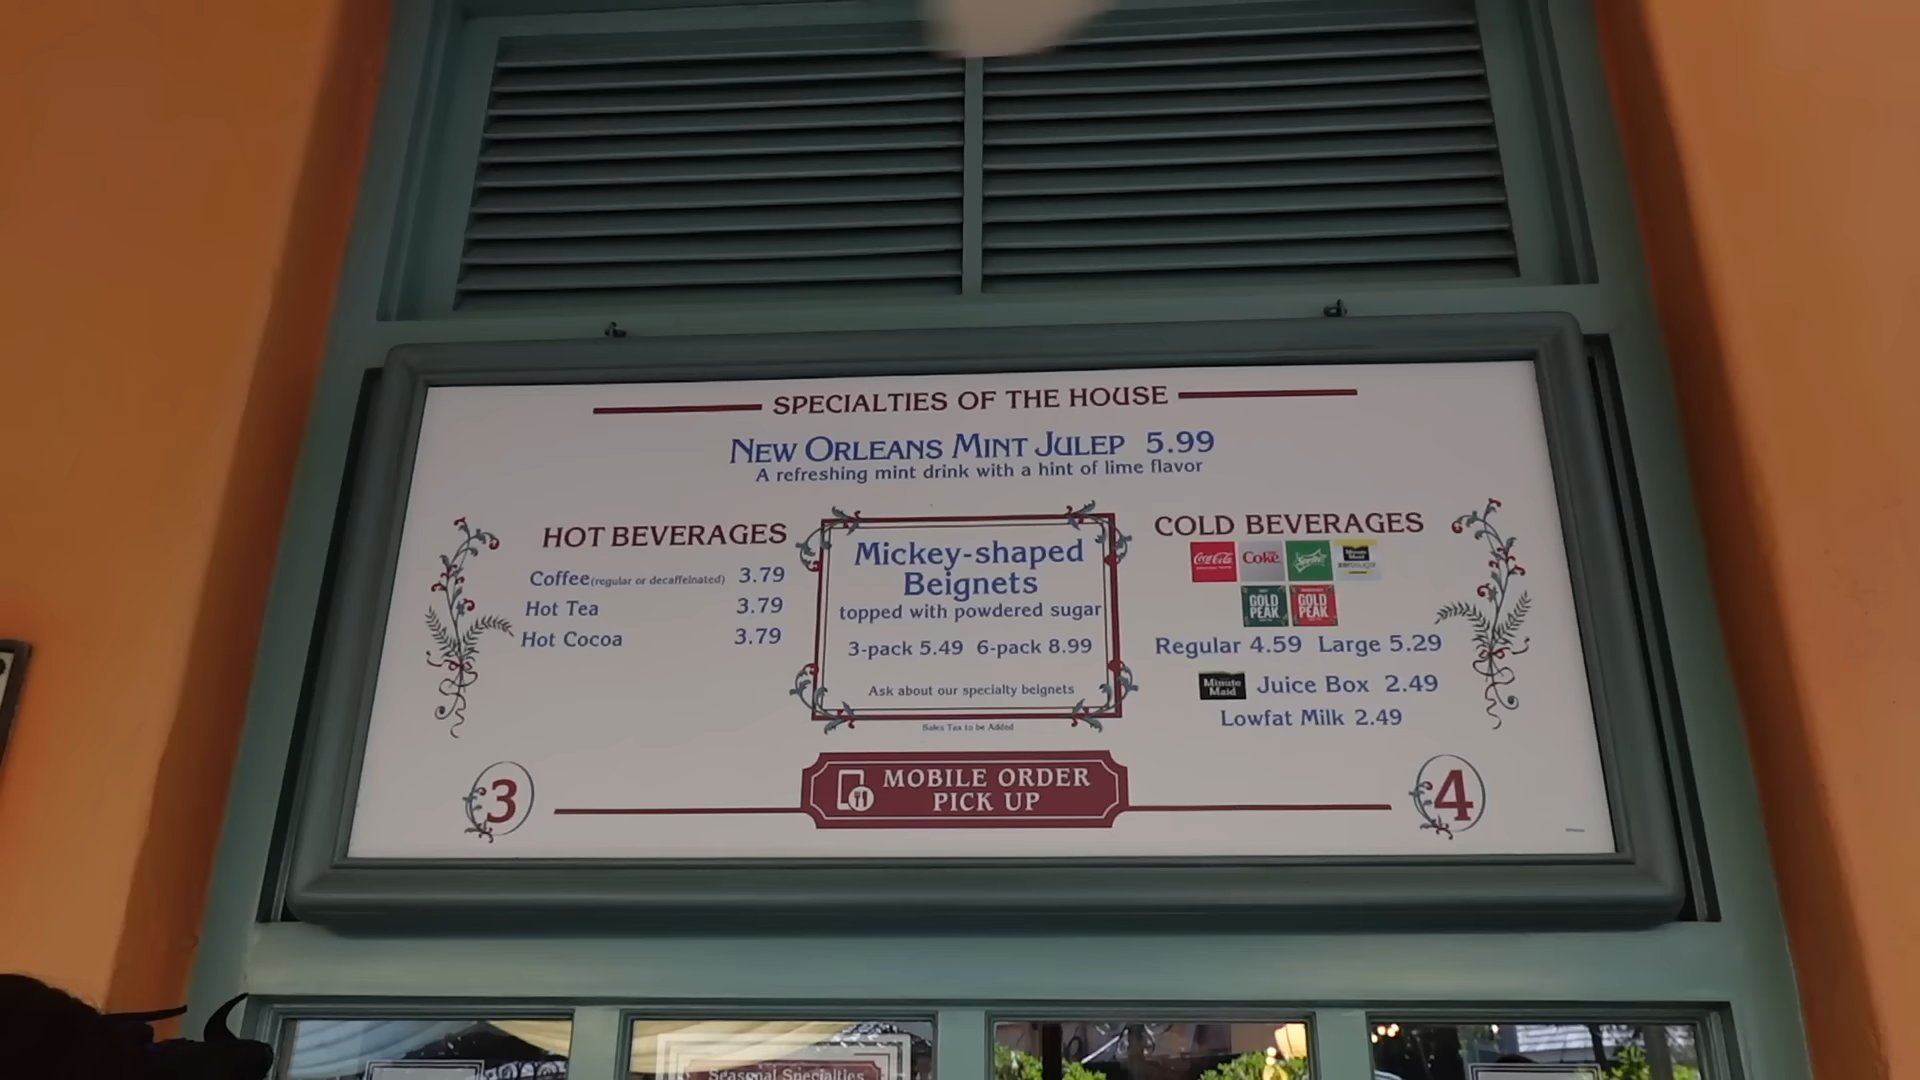 SPECIALTIES OF THE HOUSE
NEW ORLEANS MINT JULEP 5.99
A refreshing mint drink with a hint of lime flavor
HOT BEVERAGES
Coffee (regular or decaffeinated) 3.79
Hot Tea 3.79
Hot Cocoa 3.79
Mickey-shaped
Beignets
topped with powdered sugar
3-pack 5.49 6-pack 8.99
Ask about our specialty beignets
Sales Tax to be Added
COLD BEVERAGES
Coca-Cola Coke Sprite Minute Maid
GOLD PEAK GOLD PEAK
Regular 4.59 Large 5.29
Minute Maid Juice Box 2.49
Lowfat Milk 2.49
3
MOBILE ORDER
PICK UP
4
Seasonal Specialties